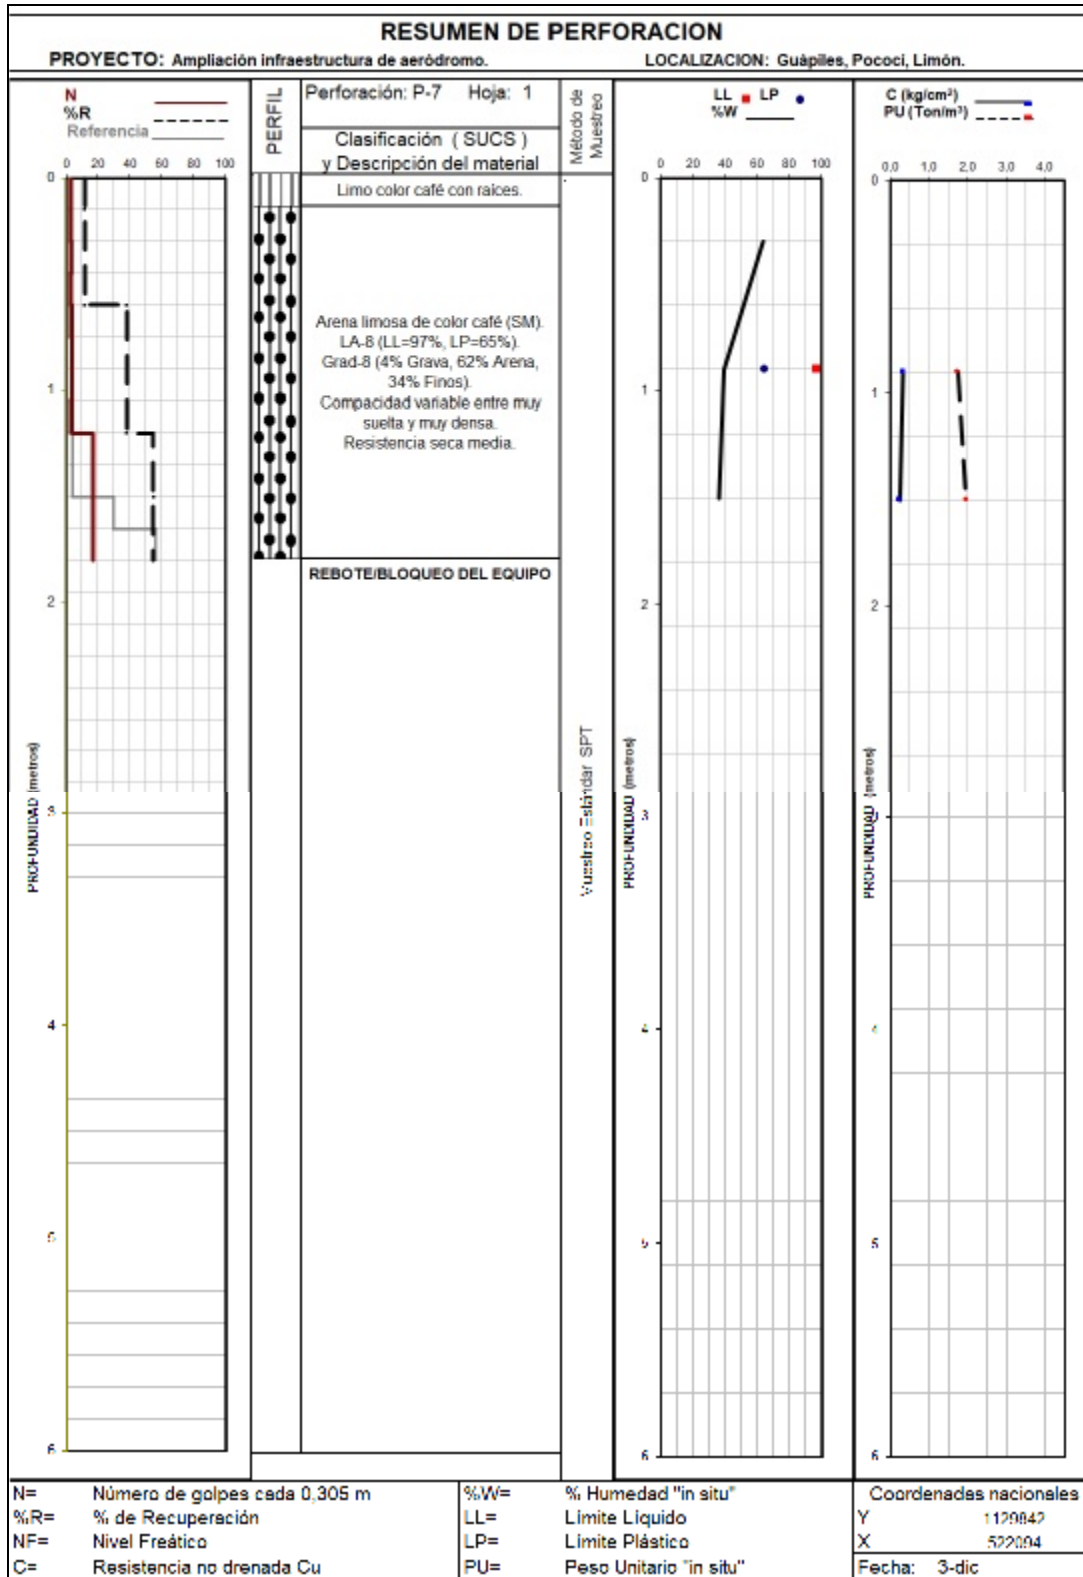 RESUMEN DE PERFORACION
PROYECTO: Ampliación infraestructura de aeródromo. LOCALIZACION: Guápiles, Pococi, Limón.
N
%R
Referencia
0 20 40 60 80 100
PERFIL
Perforación: P-7 Hoja: 1
Clasificación ( SUCS )
y Descripción del material
Método de
Muestreo
LL LP
%W
0 20 40 60 80 100
C (kg/cm²)
PU (Ton/m³)
0,0 1,0 2,0 3,0 4,0
Limo color café con raices.
Arena limosa de color café (SM).
LA-8 (LL=97%, LP=65%).
Grad-8 (4% Grava, 62% Arena,
34% Finos).
Compacidad variable entre muy
suelta y muy densa.
Resistencia seca media.
REBOTE/BLOQUEO DEL EQUIPO
PROFUNDIDAD (metros)
0
1
2
3
4
5
6
Muestreo Estándar SPT
PROFUNDIDAD (metros)
0
1
2
3
4
5
6
PROFUNDIDAD (metros)
0
1
2
3
4
5
6
N= Número de golpes cada 0,305 m
%R= % de Recuperación
NF= Nivel Freático
C= Resistencia no drenada Cu
%W= % Humedad "in situ"
LL= Límite Líquido
LP= Límite Plástico
PU= Peso Unitario "in situ"
Coordenadas nacionales
Y 1129842
X 522094
Fecha: 3-dic